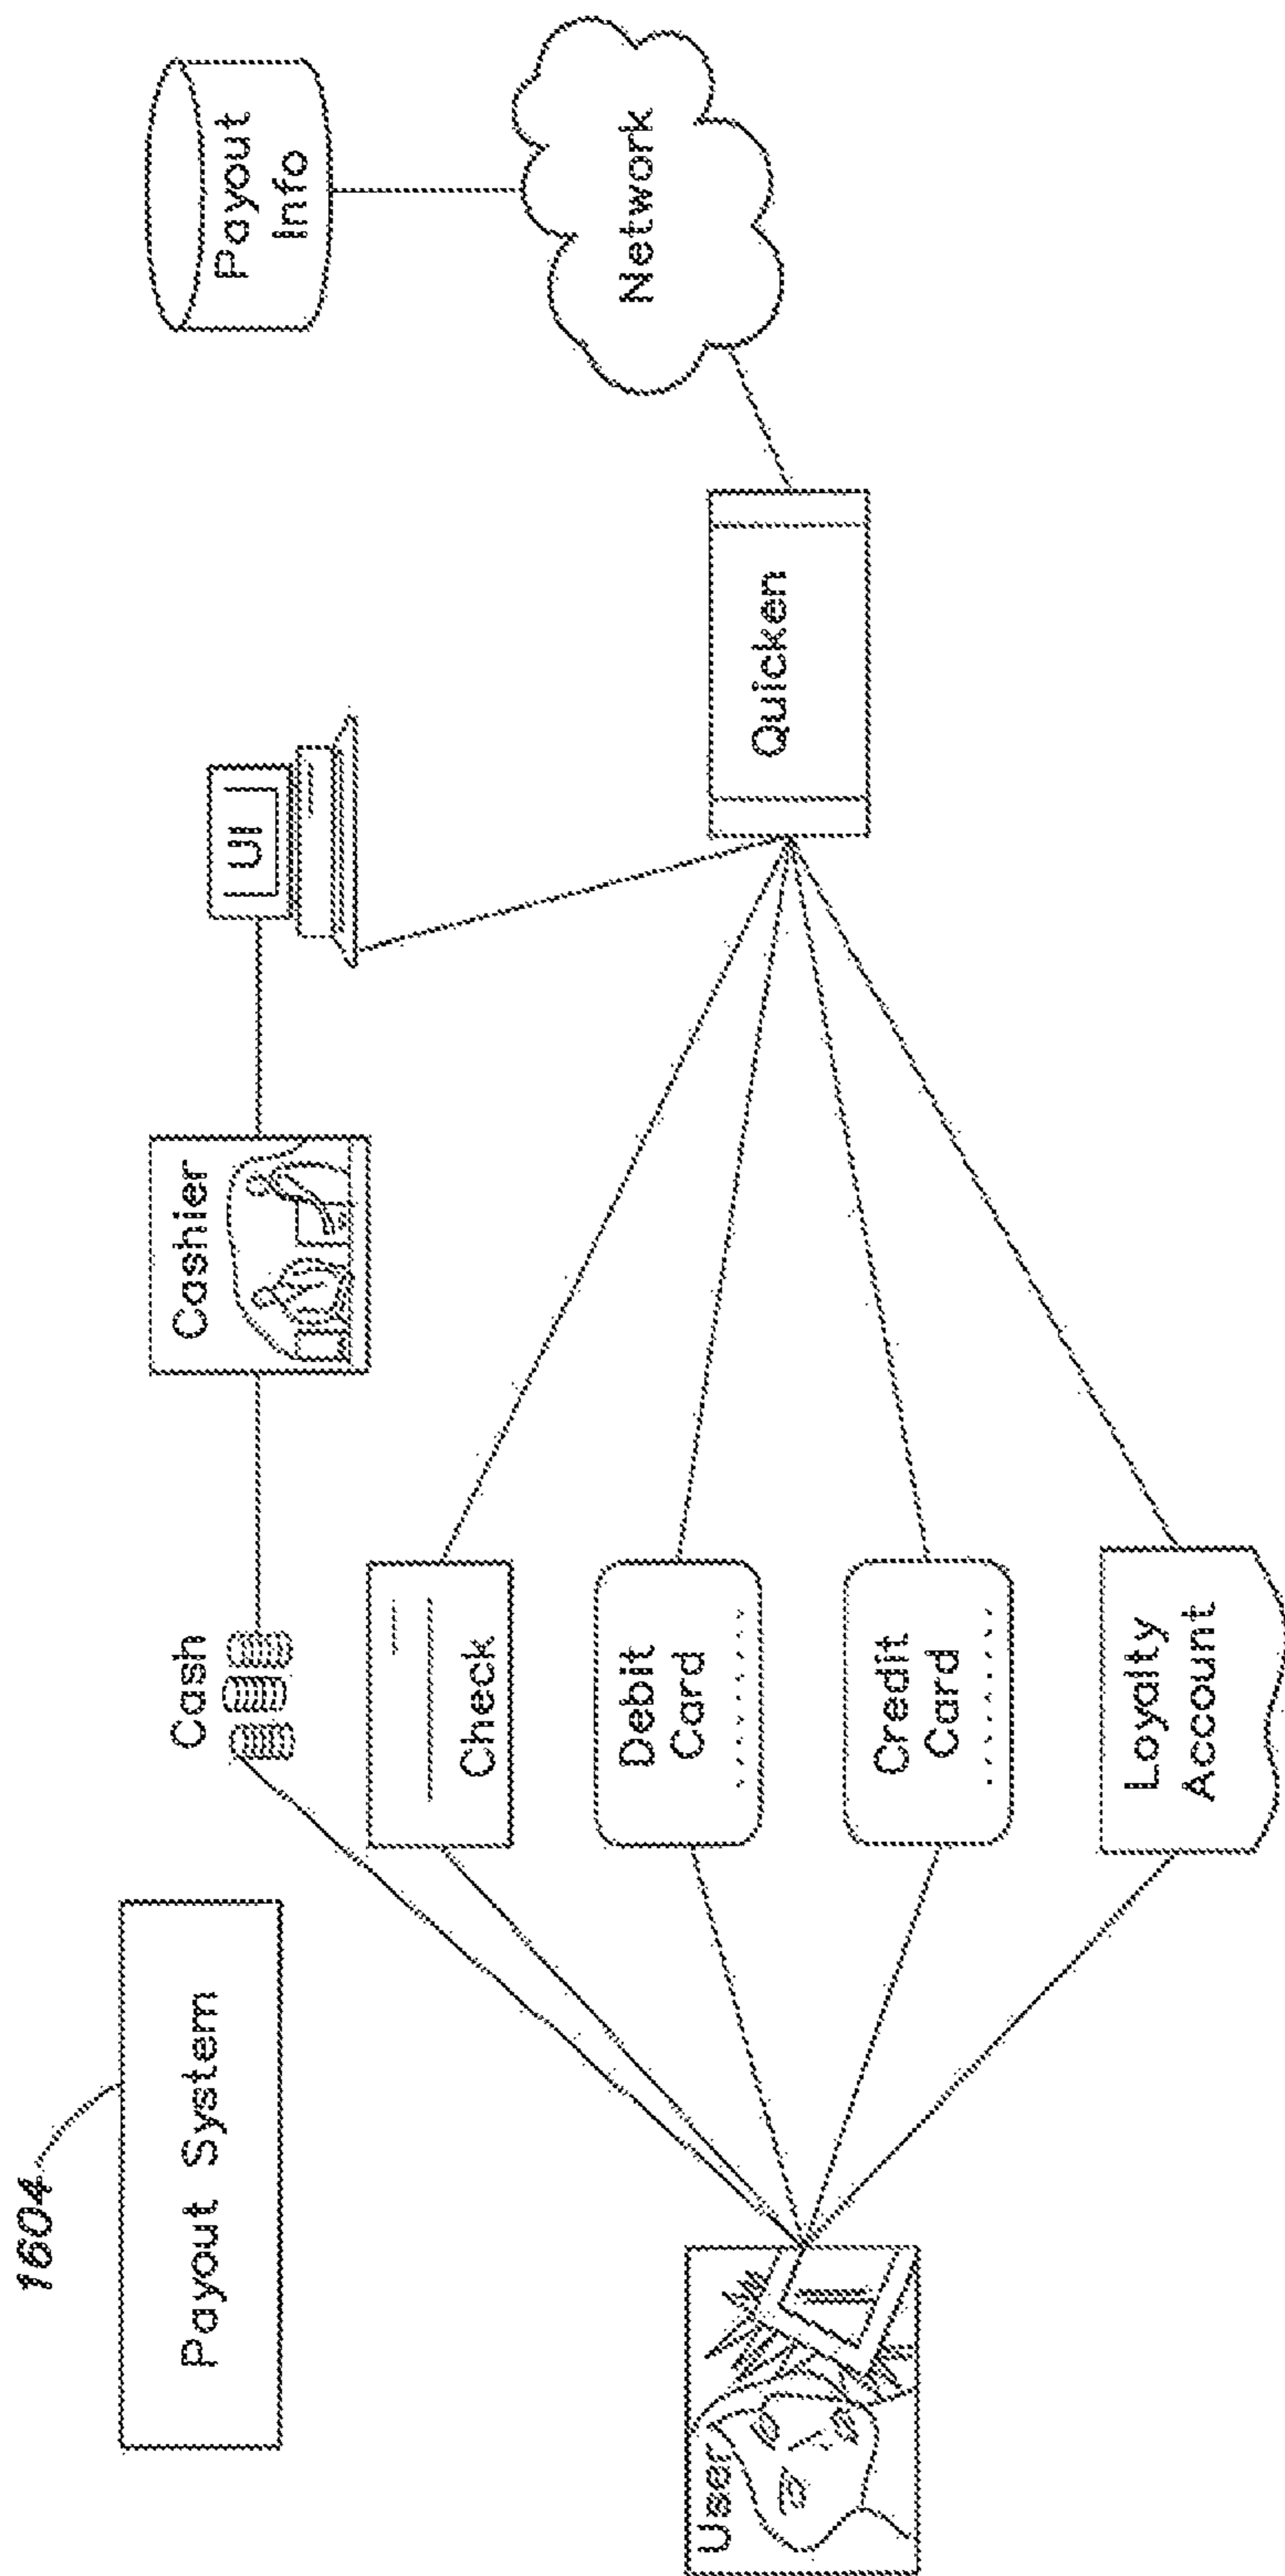 1604
Payout System
User
Cash
Check
Debit
Card
Credit
Card
Loyalty
Account
Cashier
UI
Quicken
Network
Payout
Info